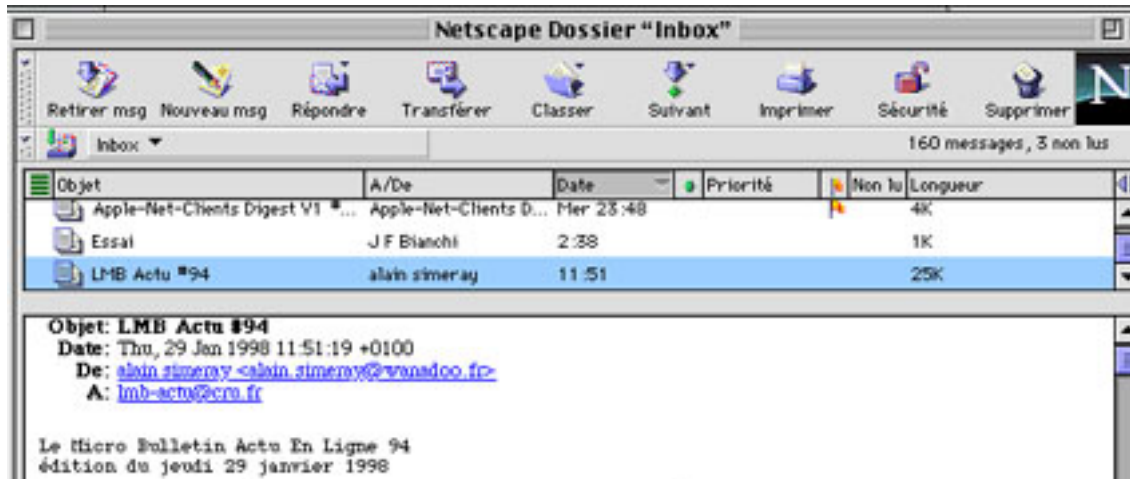 Netscape Dossier "Inbox"
Retirer msg Nouveau msg Répondre Transférer Classer Suivant Imprimer Sécurité Supprimer N
Inbox 160 messages, 3 non lus
Objet A/De Date Priorité Non lu Longueur
Apple-Net-Clients Digest V1 #... Apple-Net-Clients D... Mer 23:48 4K
Essai J F Bianchi 2:38 1K
LMB Actu #94 alain simeray 11:51 25K
Objet: LMB Actu #94
Date: Thu, 29 Jan 1998 11:51:19 +0100
De: alain simeray <alain.simeray@wanadoo.fr>
A: lmb-actu@cru.fr
Le Micro Bulletin Actu En Ligne 94
édition du jeudi 29 janvier 1998